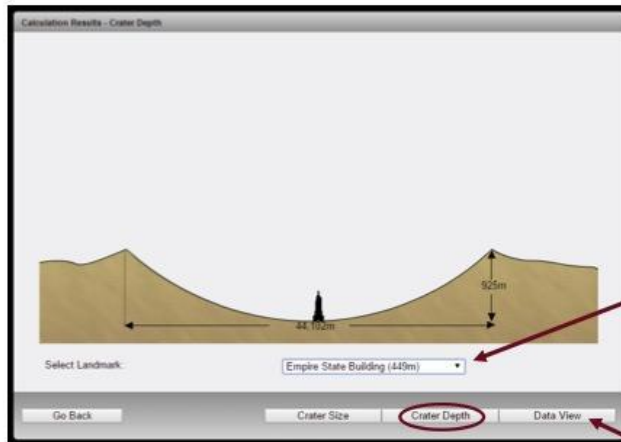 Calculation Results - Crater Depth
925m
44,102m
Select Landmark:
Empire State Building (449m)
Go Back
Crater Size
Crater Depth
Data View